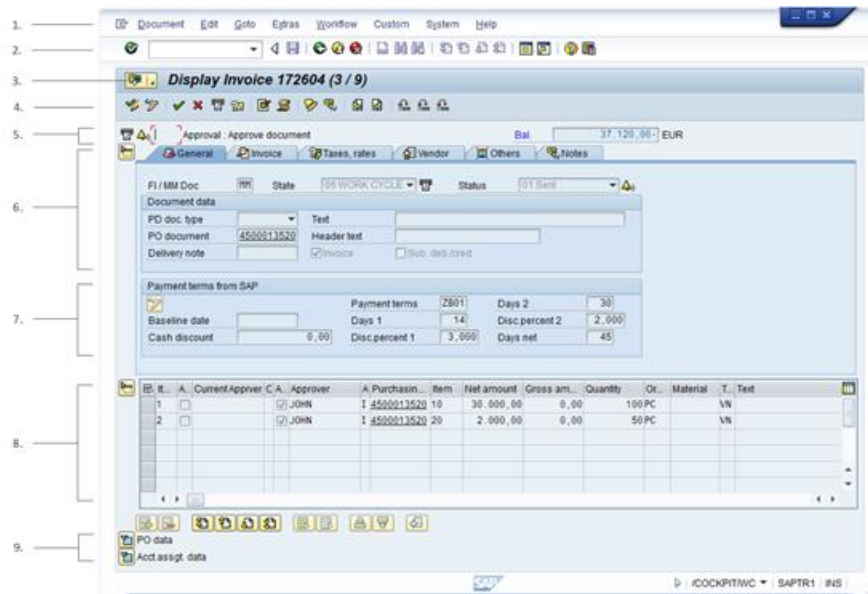 1.
Document Edit Goto Extras Workflow Custom System Help
2.
3.
Display Invoice 172604 (3 / 9)
4.
5.
Approval : Approve document Bal 37.120,00- EUR
General Invoice Taxes, rates Vendor Others Notes
6.
FI / MM Doc MM State 06 WORK CYCLE Status 01 Sent
Document data
PD doc. type Text
PO document 4500013520 Header text
Delivery note Invoice Sub. deb./cred.
7.
Payment terms from SAP
Payment terms ZB01 Days 2 30
Baseline date Days 1 14 Disc.percent 2 2,000
Cash discount 0,00 Disc.percent 1 3,000 Days net 45
8.
It... A.. Current Apprver C A.. Approver A Purchasin... Item Net amount Gross am... Quantity Or... Material T.. Text
1 JOHN I 4500013520 10 30.000,00 0,00 100 PC VN
2 JOHN I 4500013520 20 2.000,00 0,00 50 PC VN
9.
PO data
Acct.assgt. data
SAP /COCKPIT/WC SAPTR1 INS